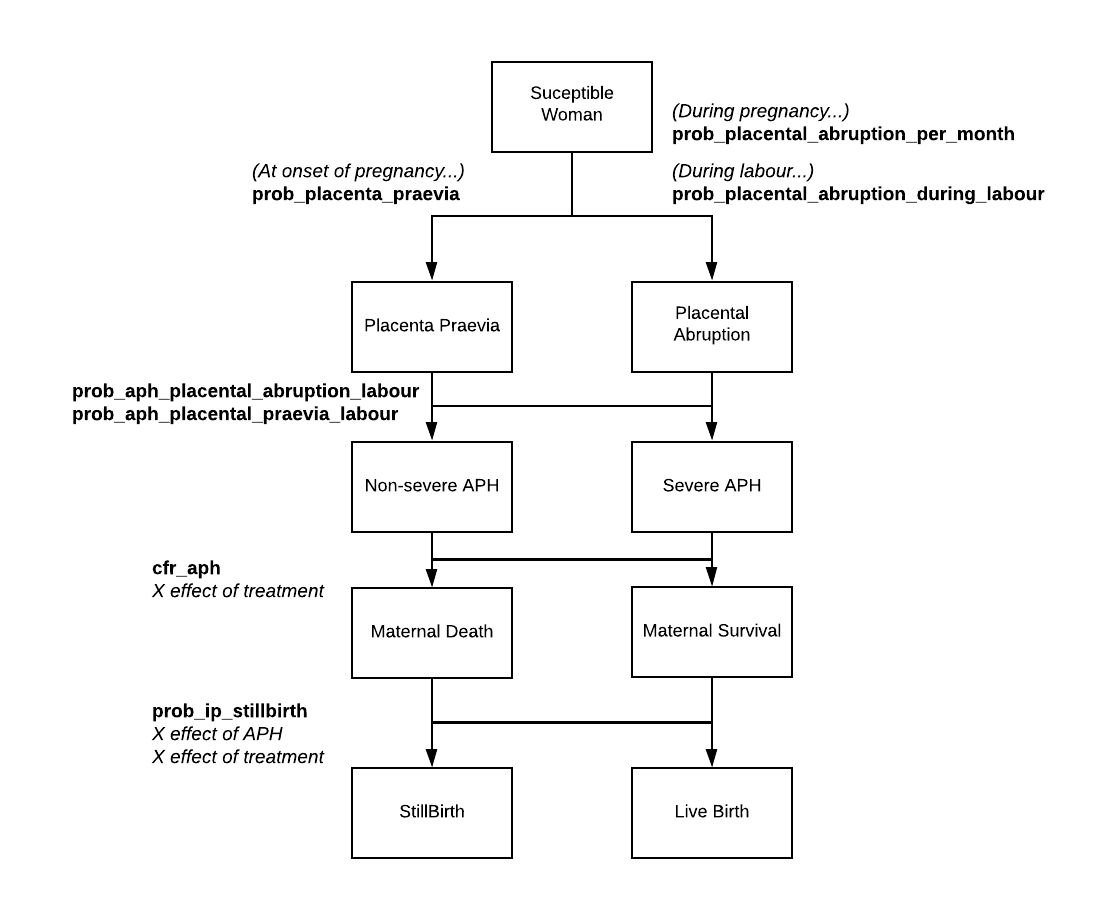 Suceptible
Woman
(During pregnancy...)
prob_placental_abruption_per_month
(At onset of pregnancy...)
prob_placenta_praevia
(During labour...)
prob_placental_abruption_during_labour
Placenta Praevia
Placental
Abruption
prob_aph_placental_abruption_labour
prob_aph_placental_praevia_labour
Non-severe APH
Severe APH
cfr_aph
X effect of treatment
Maternal Death
Maternal Survival
prob_ip_stillbirth
X effect of APH
X effect of treatment
StillBirth
Live Birth